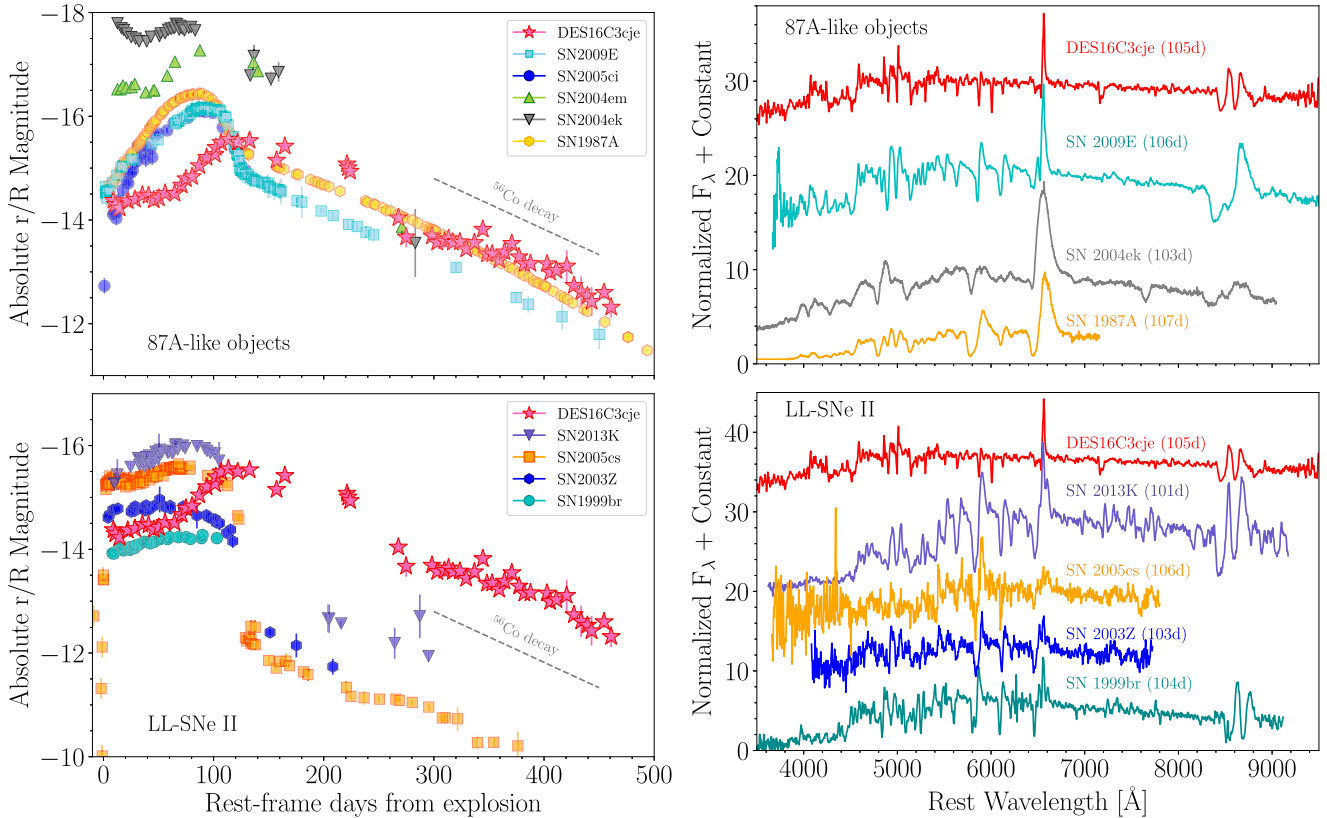 −18
−16
−14
−12
Absolute r/R Magnitude
DES16C3cje
SN2009E
SN2005ci
SN2004em
SN2004ek
SN1987A
⁵⁶Co decay
87A-like objects
−16
−14
−12
−10
Absolute r/R Magnitude
DES16C3cje
SN2013K
SN2005cs
SN2003Z
SN1999br
⁵⁶Co decay
LL-SNe II
0 100 200 300 400 500
Rest-frame days from explosion
30
20
10
0
Normalized Fλ + Constant
87A-like objects
DES16C3cje (105d)
SN 2009E (106d)
SN 2004ek (103d)
SN 1987A (107d)
40
30
20
10
0
Normalized Fλ + Constant
LL-SNe II
DES16C3cje (105d)
SN 2013K (101d)
SN 2005cs (106d)
SN 2003Z (103d)
SN 1999br (104d)
4000 5000 6000 7000 8000 9000
Rest Wavelength [Å]